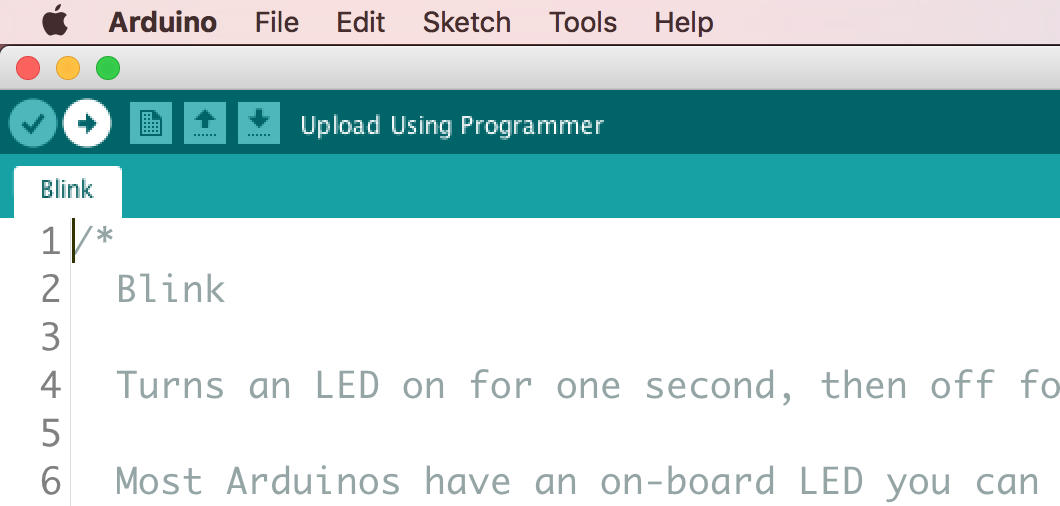 Arduino File Edit Sketch Tools Help
Upload Using Programmer
Blink
1 /*
2 Blink
3
4 Turns an LED on for one second, then off fo
5
6 Most Arduinos have an on-board LED you can